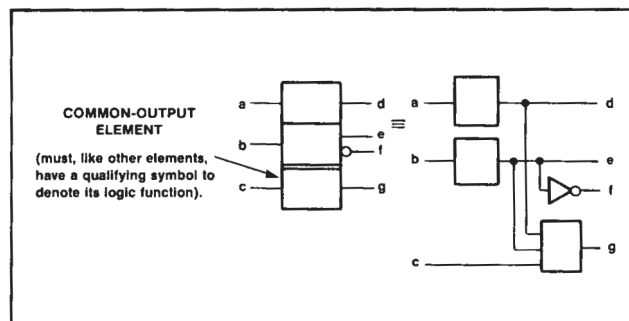 COMMON-OUTPUT
ELEMENT
(must, like other elements,
have a qualifying symbol to
denote its logic function).
a
b
c
d
e
f
g
≡
a
b
c
d
e
f
g